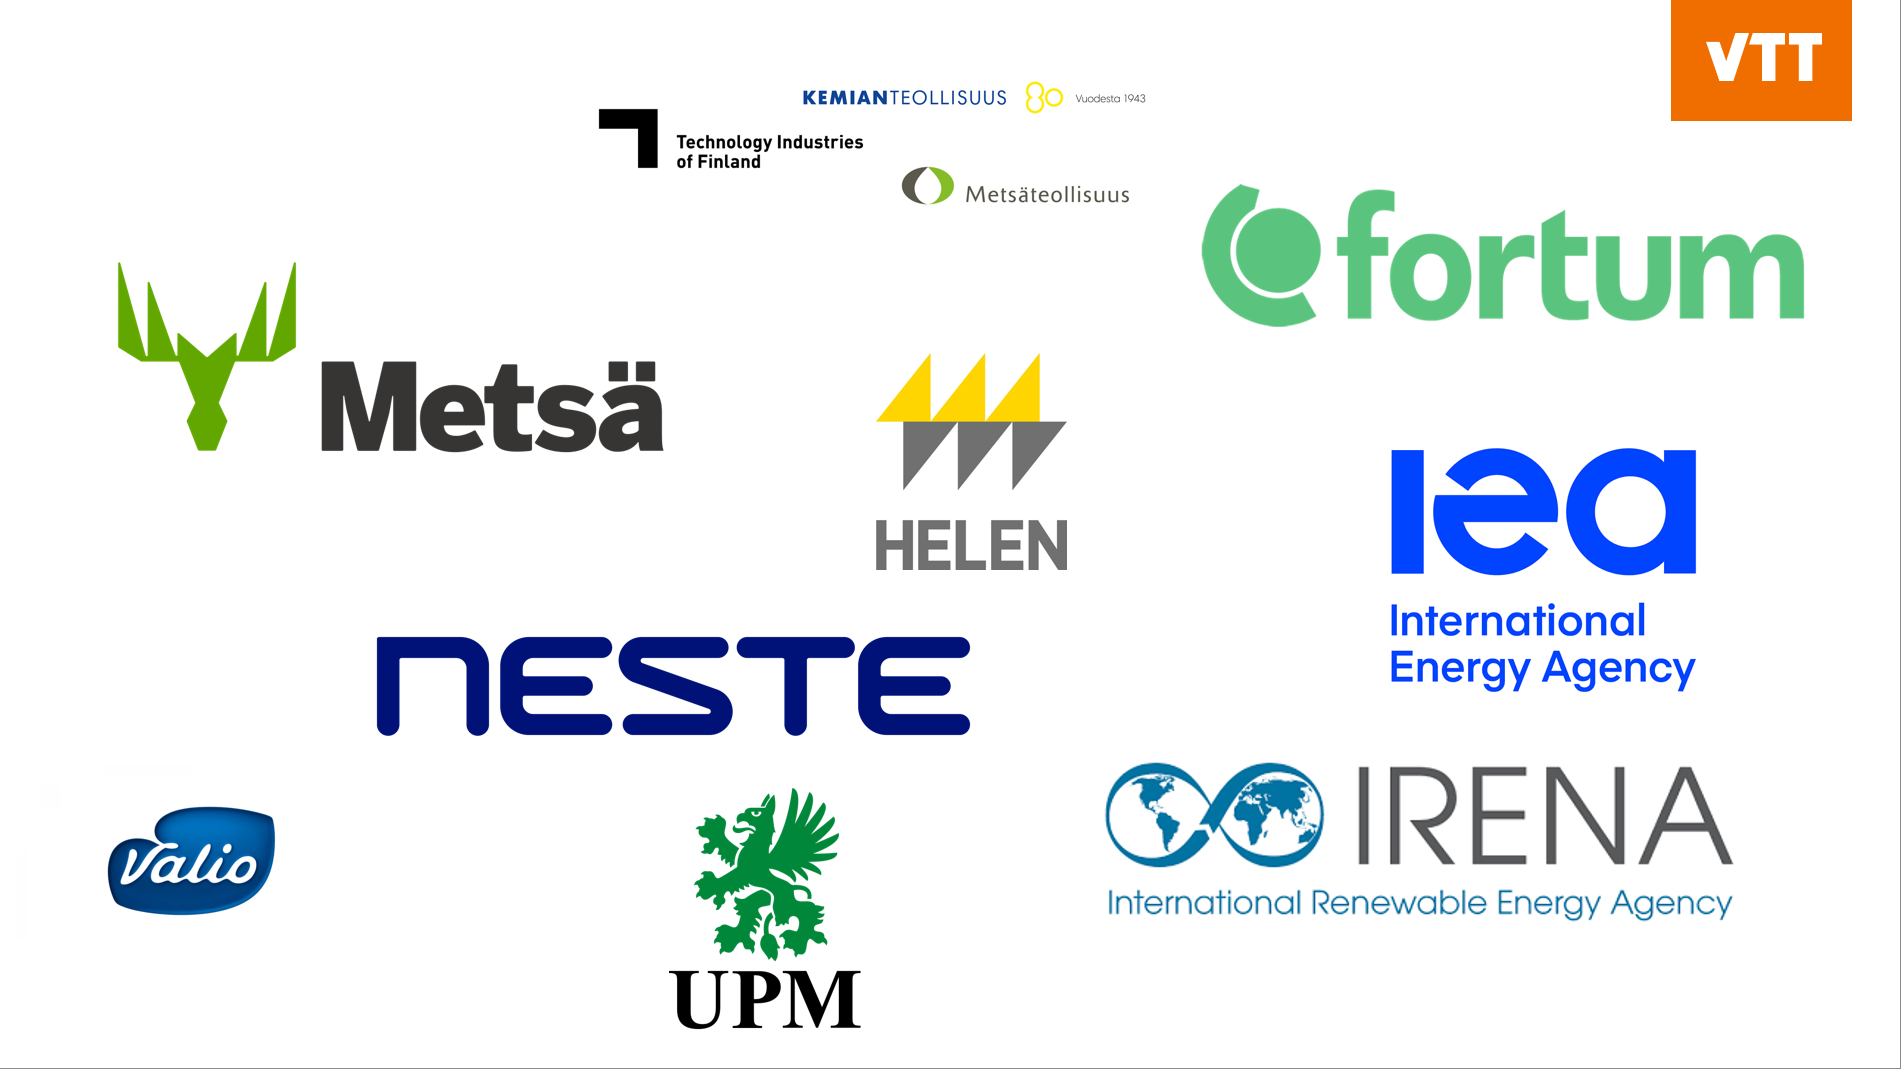 VTT
KEMIANTEOLLISUUS 80 Vuodesta 1943
Technology Industries
of Finland
Metsäteollisuus
fortum
Metsä
HELEN
iea
International
Energy Agency
NESTE
Valio
IRENA
International Renewable Energy Agency
UPM